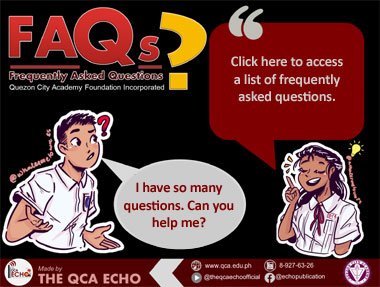 FAQs?
Frequently Asked Questions
Quezon City Academy Foundation Incorporated
Click here to access
a list of frequently
asked questions.
?
I have so many
questions. Can you
help me?
Made by
THE QCA ECHO
www.qca.edu.ph
8-927-63-26
@theqcaechoofficial
@echopublication